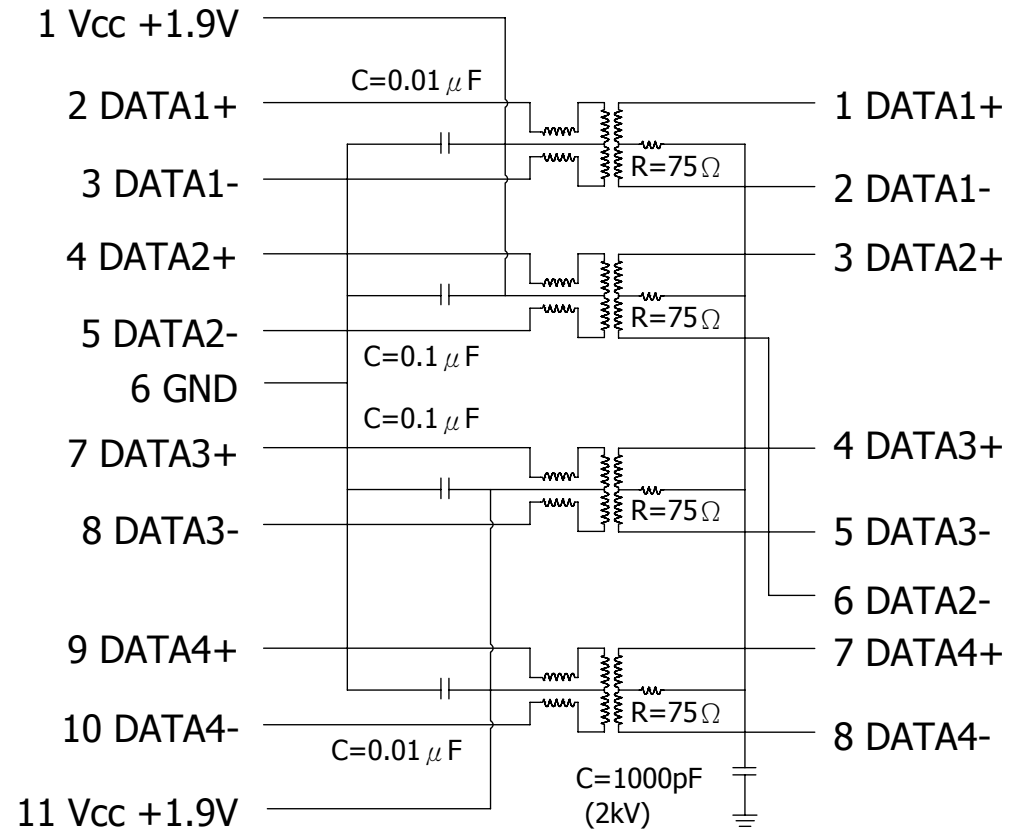 1 Vcc +1.9V
C=0.01 μF
2 DATA1+
1 DATA1+
R=75Ω
3 DATA1-
2 DATA1-
4 DATA2+
3 DATA2+
R=75Ω
5 DATA2-
C=0.1 μF
6 GND
C=0.1 μF
7 DATA3+
4 DATA3+
R=75Ω
8 DATA3-
5 DATA3-
6 DATA2-
9 DATA4+
7 DATA4+
R=75Ω
10 DATA4-
8 DATA4-
C=0.01 μF
C=1000pF
(2kV)
11 Vcc +1.9V